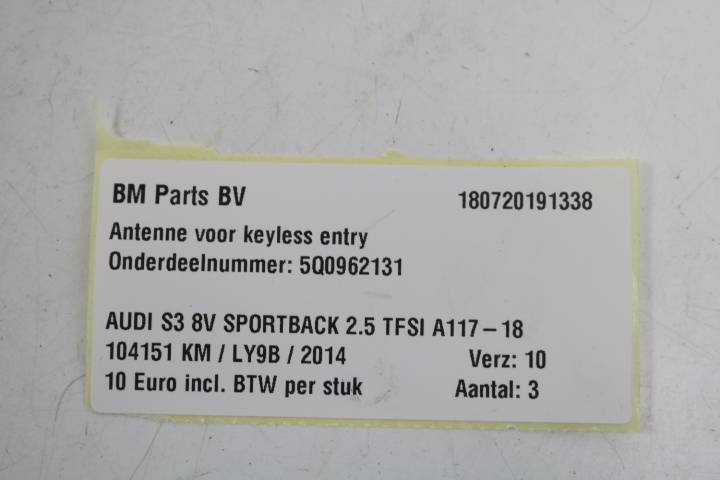 BM Parts BV 180720191338
Antenne voor keyless entry
Onderdeelnummer: 5Q0962131
AUDI S3 8V SPORTBACK 2.5 TFSI A117-18
104151 KM / LY9B / 2014 Verz: 10
10 Euro incl. BTW per stuk Aantal: 3